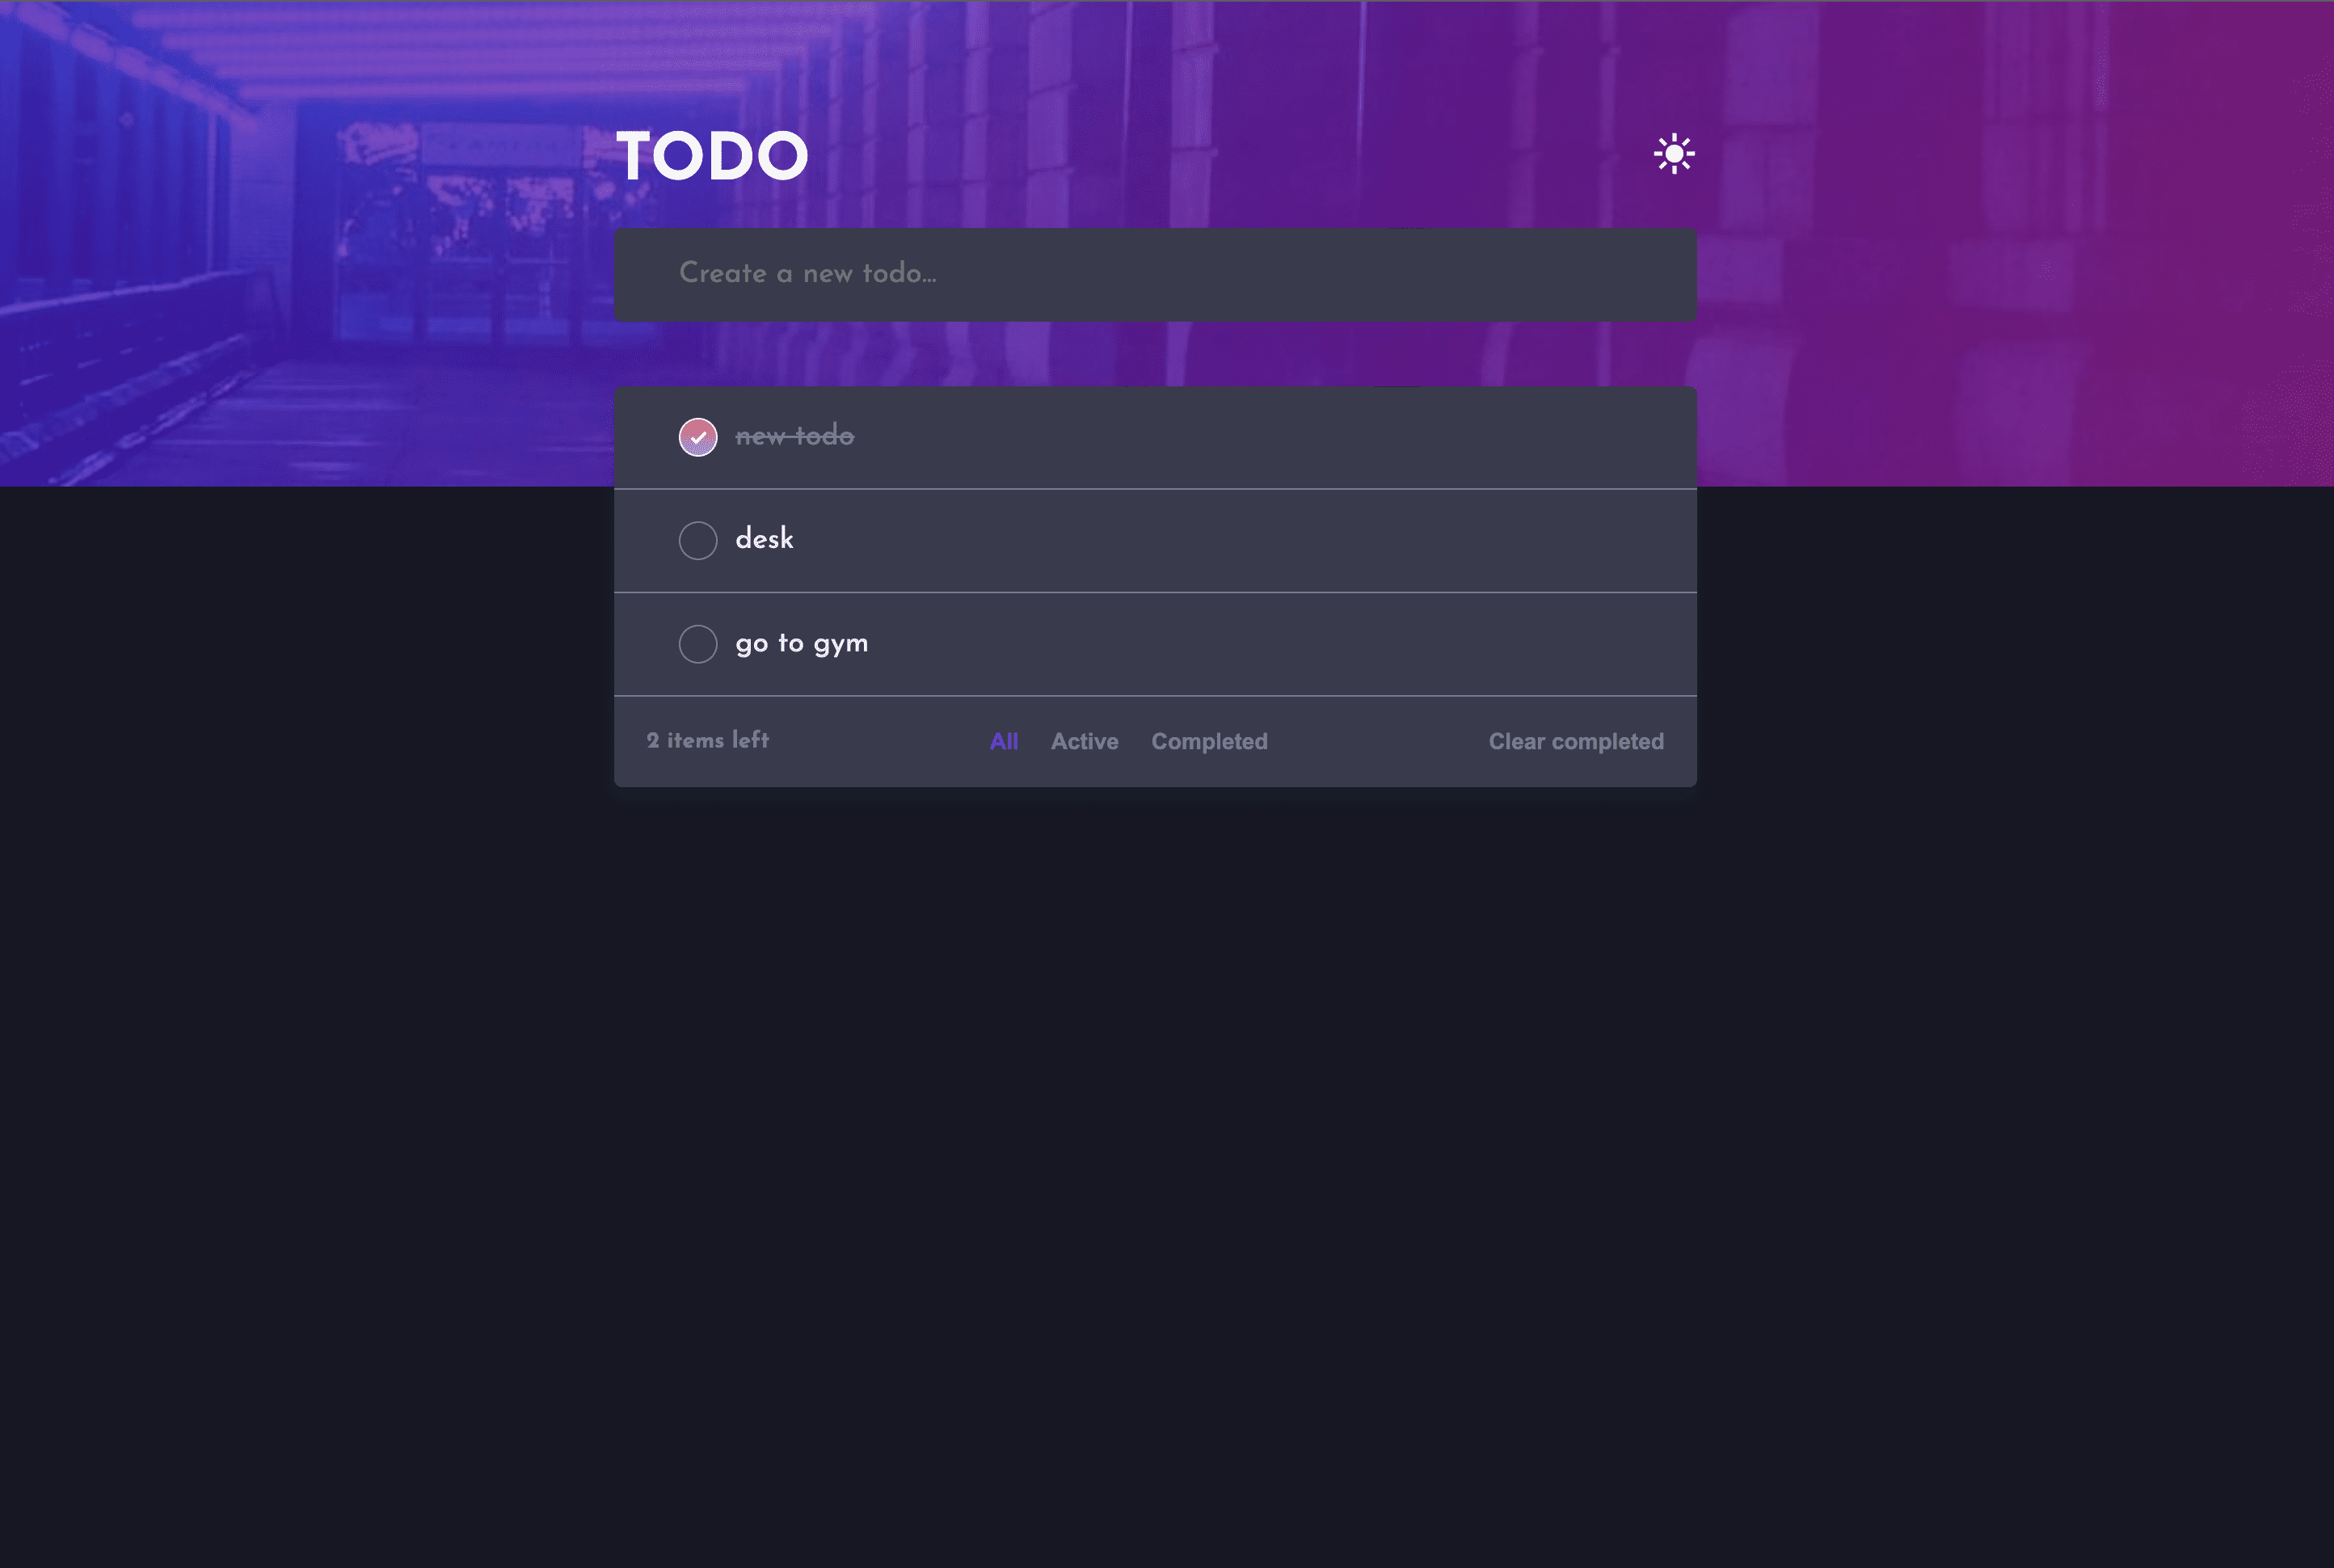 TODO
Create a new todo...
new todo
desk
go to gym
2 items left All Active Completed Clear completed